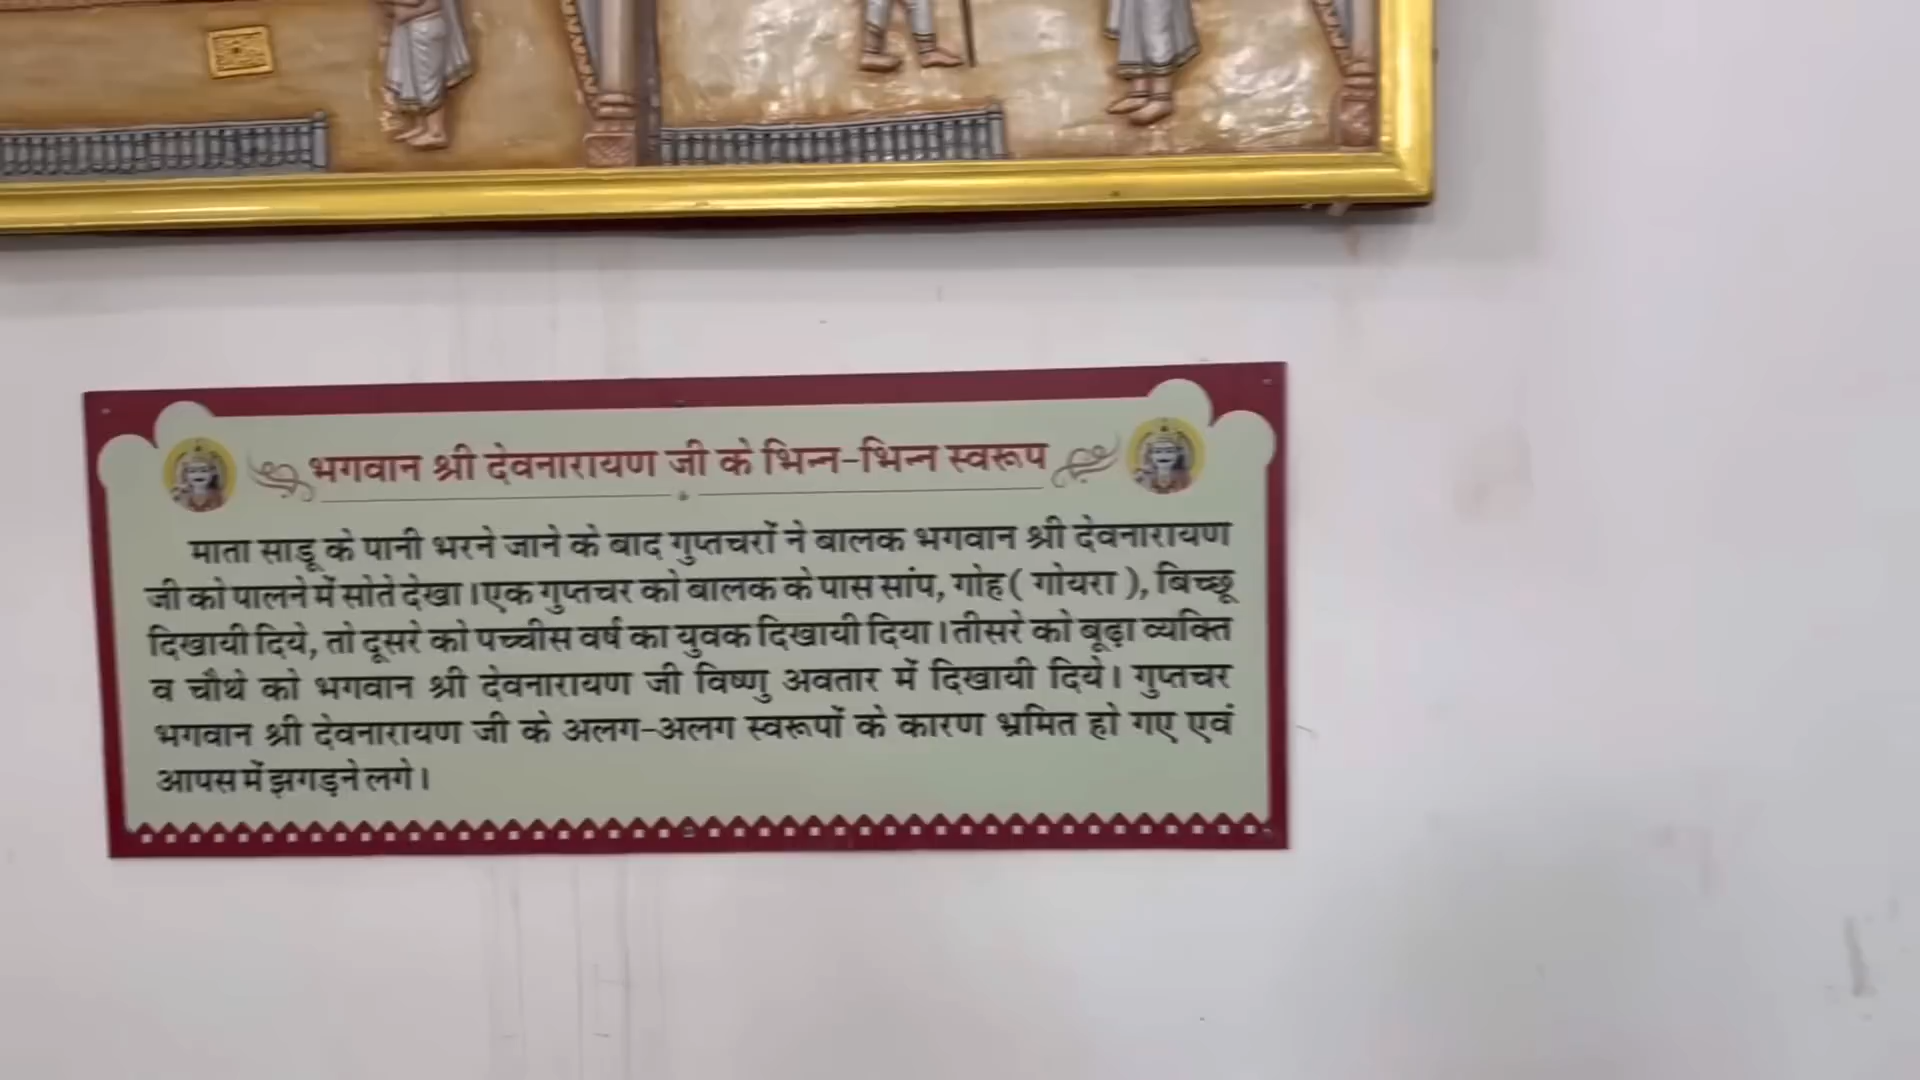 भगवान श्री देवनारायण जी के भिन्न-भिन्न स्वरूप
माता साडू के पानी भरने जाने के बाद गुप्तचरों ने बालक भगवान श्री देवनारायण
जी को पालने में सोते देखा। एक गुप्तचर को बालक के पास सांप, गोह ( गोयरा ), बिच्छू
दिखायी दिये, तो दूसरे को पच्चीस वर्ष का युवक दिखायी दिया। तीसरे को बूढ़ा व्यक्ति
व चौथे को भगवान श्री देवनारायण जी विष्णु अवतार में दिखायी दिये। गुप्तचर
भगवान श्री देवनारायण जी के अलग-अलग स्वरूपों के कारण भ्रमित हो गए एवं
आपस में झगड़ने लगे।